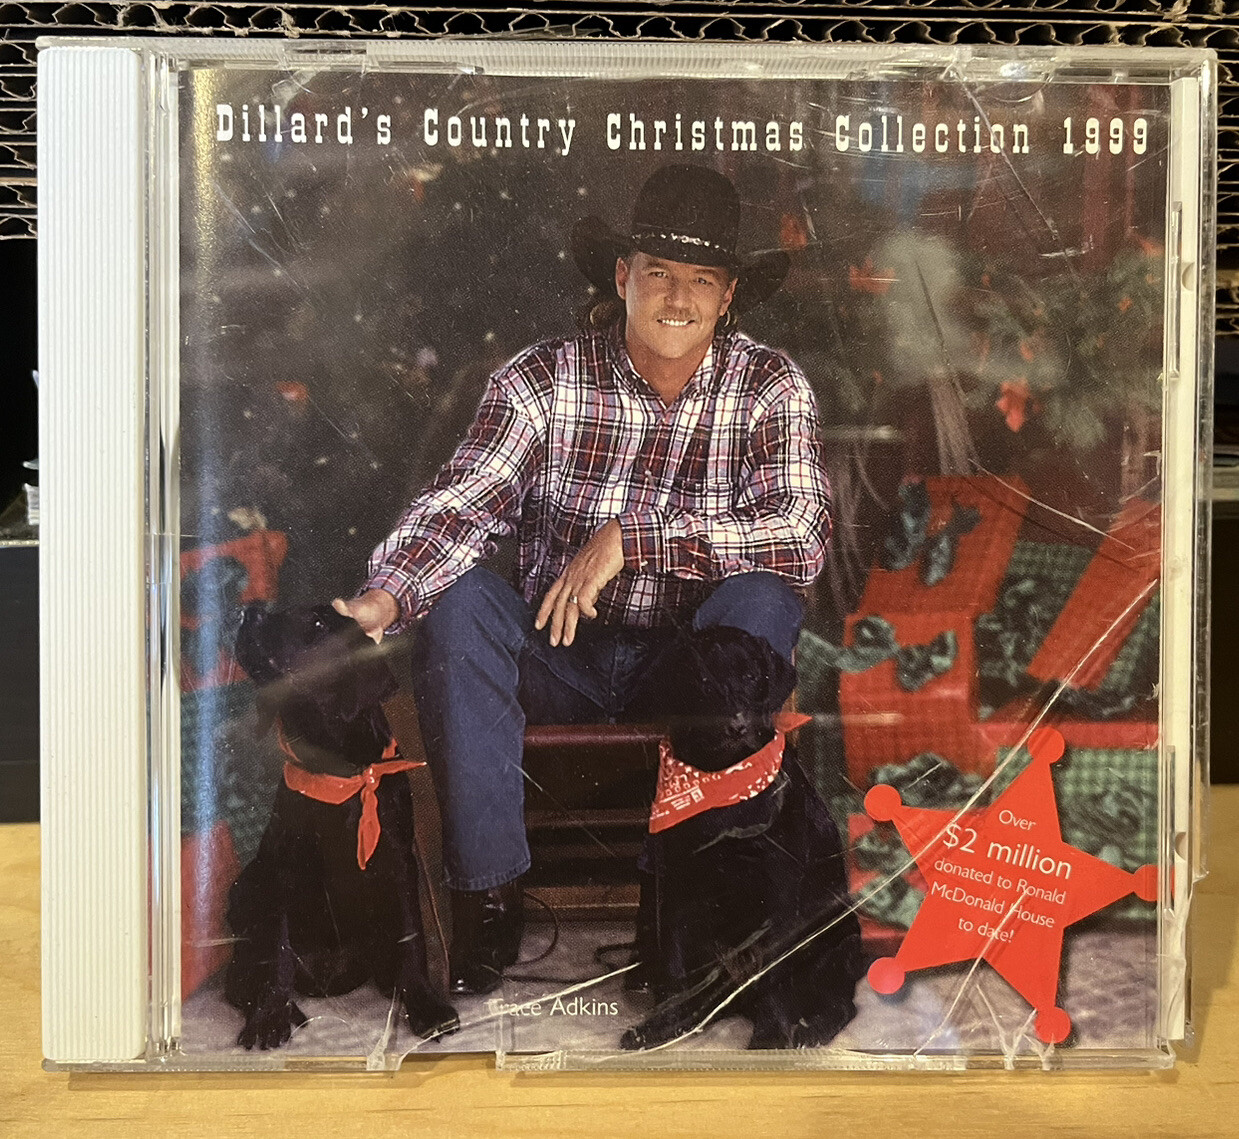 Dillard's Country Christmas Collection 1999
Over
$2 million
donated to Ronald
McDonald House
to date!
Trace Adkins